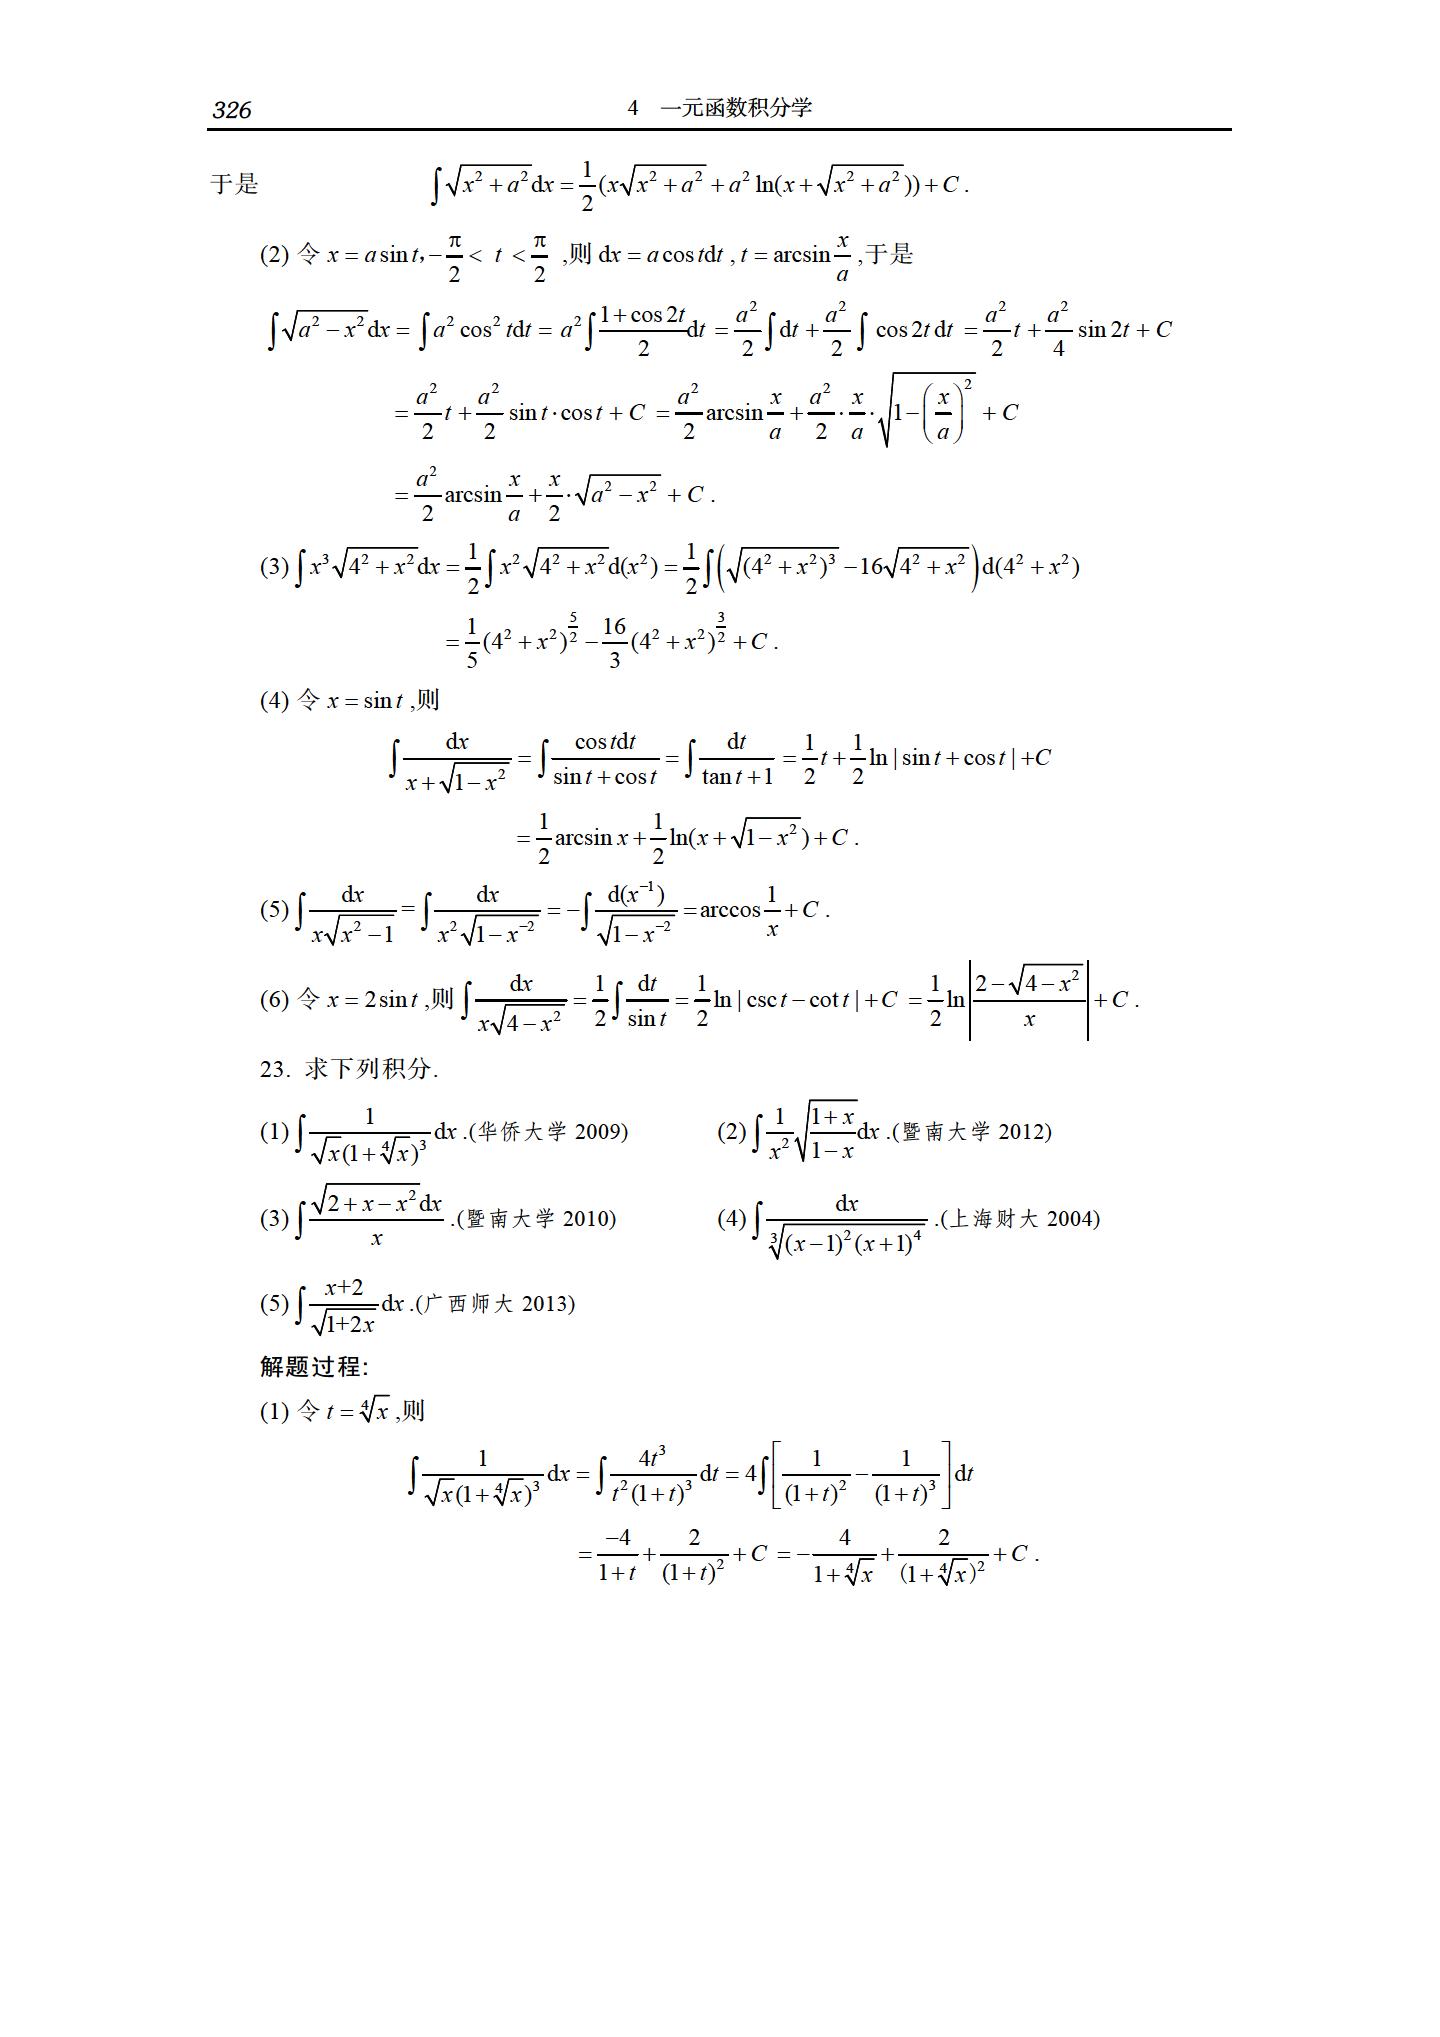 326 4 一元函数积分学
于是 $\int \sqrt{x^2+a^2}\mathrm{d}x=\frac{1}{2}(x\sqrt{x^2+a^2}+a^2\ln(x+\sqrt{x^2+a^2}))+C.$
(2) 令 $x=a\sin t,-\frac{\pi}{2}<t<\frac{\pi}{2}$ ,则 $\mathrm{d}x=a\cos t\mathrm{d}t,t=\arcsin\frac{x}{a}$ ,于是
$\int \sqrt{a^2-x^2}\mathrm{d}x=\int a^2\cos^2 t\mathrm{d}t=a^2\int\frac{1+\cos 2t}{2}\mathrm{d}t=\frac{a^2}{2}\int \mathrm{d}t+\frac{a^2}{2}\int\cos 2t\,\mathrm{d}t=\frac{a^2}{2}t+\frac{a^2}{4}\sin 2t+C$
$=\frac{a^2}{2}t+\frac{a^2}{2}\sin t\cdot\cos t+C=\frac{a^2}{2}\arcsin\frac{x}{a}+\frac{a^2}{2}\cdot\frac{x}{a}\cdot\sqrt{1-\left(\frac{x}{a}\right)^2}+C$
$=\frac{a^2}{2}\arcsin\frac{x}{a}+\frac{x}{2}\cdot\sqrt{a^2-x^2}+C.$
(3) $\int x^3\sqrt{4^2+x^2}\mathrm{d}x=\frac{1}{2}\int x^2\sqrt{4^2+x^2}\mathrm{d}(x^2)=\frac{1}{2}\int\left(\sqrt{(4^2+x^2)^3}-16\sqrt{4^2+x^2}\right)\mathrm{d}(4^2+x^2)$
$=\frac{1}{5}(4^2+x^2)^{\frac{5}{2}}-\frac{16}{3}(4^2+x^2)^{\frac{3}{2}}+C.$
(4) 令 $x=\sin t$ ,则
$\int\frac{\mathrm{d}x}{x+\sqrt{1-x^2}}=\int\frac{\cos t\mathrm{d}t}{\sin t+\cos t}=\int\frac{\mathrm{d}t}{\tan t+1}=\frac{1}{2}t+\frac{1}{2}\ln|\sin t+\cos t|+C$
$=\frac{1}{2}\arcsin x+\frac{1}{2}\ln(x+\sqrt{1-x^2})+C.$
(5) $\int\frac{\mathrm{d}x}{x\sqrt{x^2-1}}=\int\frac{\mathrm{d}x}{x^2\sqrt{1-x^{-2}}}=-\int\frac{\mathrm{d}(x^{-1})}{\sqrt{1-x^{-2}}}=\arccos\frac{1}{x}+C.$
(6) 令 $x=2\sin t$ ,则 $\int\frac{\mathrm{d}x}{x\sqrt{4-x^2}}=\frac{1}{2}\int\frac{\mathrm{d}t}{\sin t}=\frac{1}{2}\ln|\csc t-\cot t|+C=\frac{1}{2}\ln\left|\frac{2-\sqrt{4-x^2}}{x}\right|+C.$
23. 求下列积分.
(1) $\int\frac{1}{\sqrt{x}(1+\sqrt[4]{x})^3}\mathrm{d}x$ .(华侨大学 2009) (2) $\int\frac{1}{x^2}\sqrt{\frac{1+x}{1-x}}\mathrm{d}x$ .(暨南大学 2012)
(3) $\int\frac{\sqrt{2+x-x^2}\mathrm{d}x}{x}$ .(暨南大学 2010) (4) $\int\frac{\mathrm{d}x}{\sqrt[3]{(x-1)^2(x+1)^4}}$ .(上海财大 2004)
(5) $\int\frac{x+2}{\sqrt{1+2x}}\mathrm{d}x$ .(广西师大 2013)
解题过程:
(1) 令 $t=\sqrt[4]{x}$ ,则
$\int\frac{1}{\sqrt{x}(1+\sqrt[4]{x})^3}\mathrm{d}x=\int\frac{4t^3}{t^2(1+t)^3}\mathrm{d}t=4\int\left[\frac{1}{(1+t)^2}-\frac{1}{(1+t)^3}\right]\mathrm{d}t$
$=\frac{-4}{1+t}+\frac{2}{(1+t)^2}+C=-\frac{4}{1+\sqrt[4]{x}}+\frac{2}{(1+\sqrt[4]{x})^2}+C.$